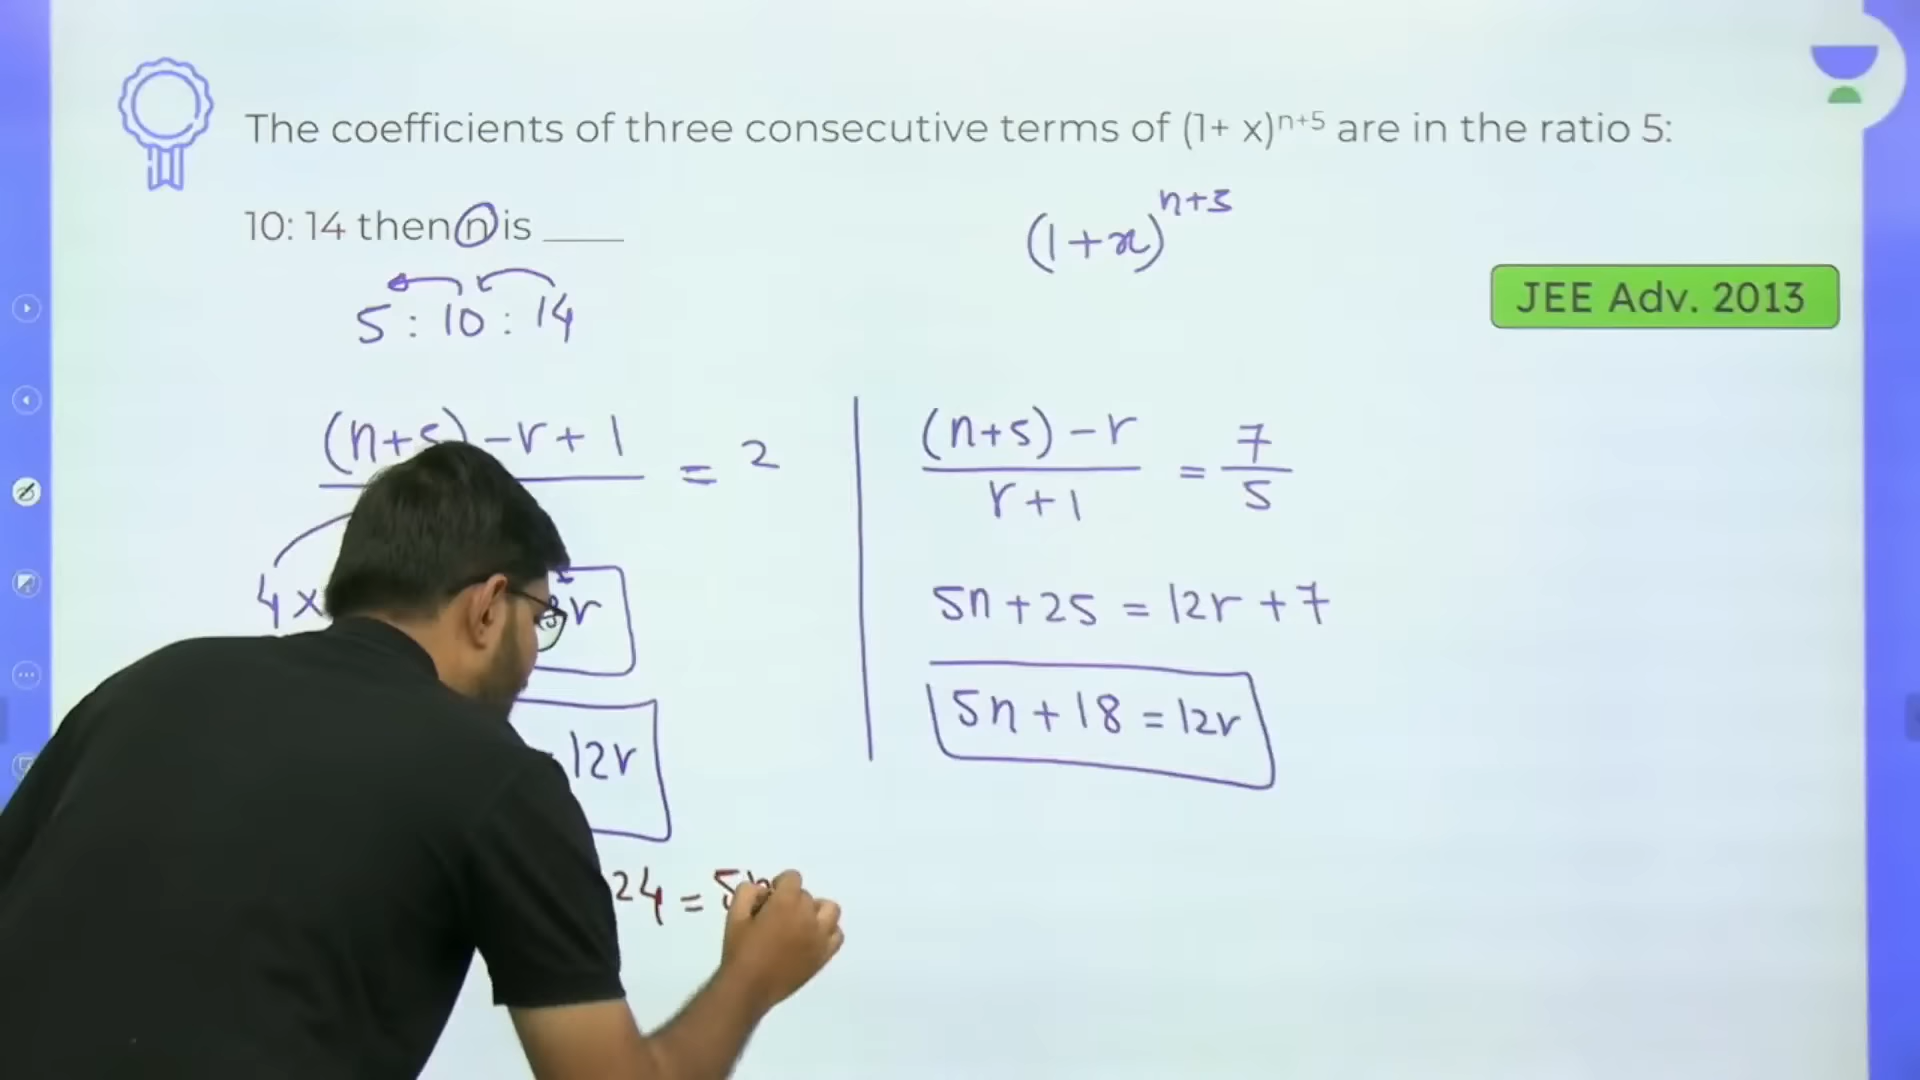 The coefficients of three consecutive terms of (1+ x)ⁿ⁺⁵ are in the ratio 5:
10: 14 then n is ____
(1+x)ⁿ⁺⁵
JEE Adv. 2013
5 : 10 : 14
(n+5) - r + 1
= 2
4 x
r
12r
24 = 5n
(n+5) - r
r + 1
= 7
5
5n + 25 = 12r + 7
5n + 18 = 12r